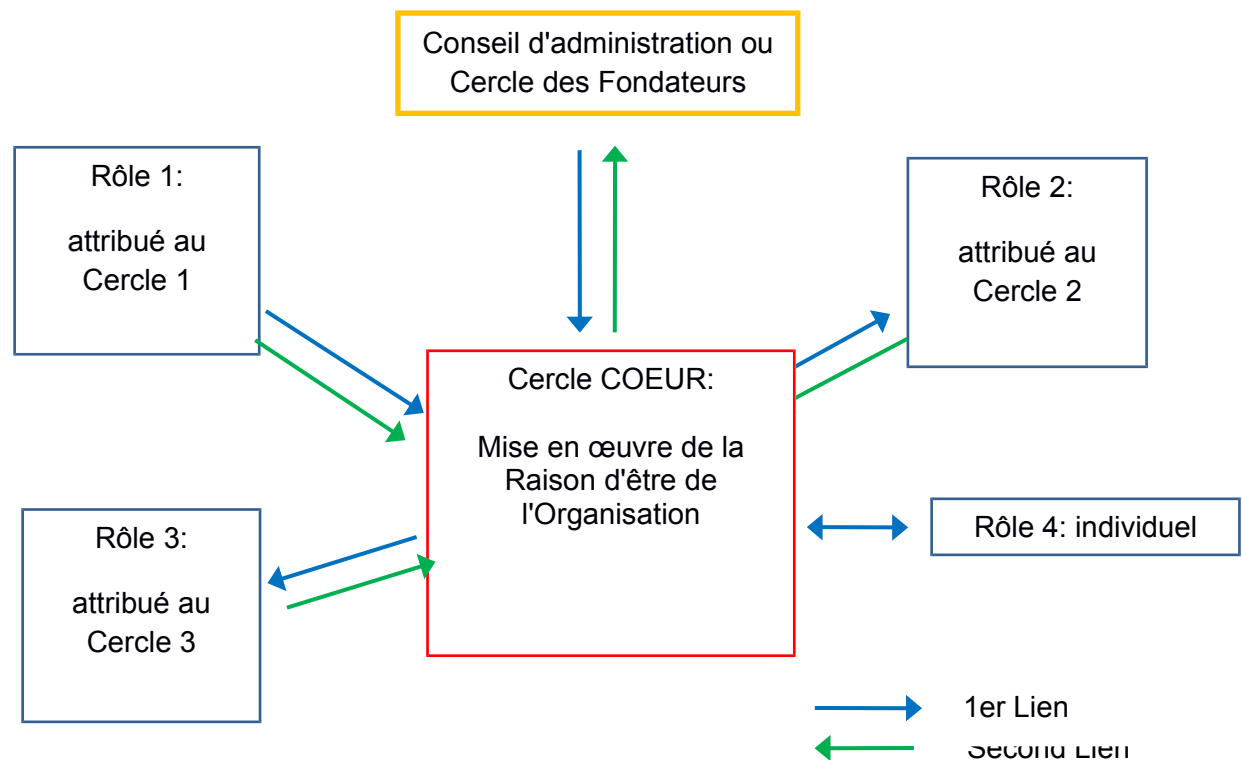 Conseil d'administration ou
Cercle des Fondateurs
Rôle 1:
attribué au
Cercle 1
Rôle 2:
attribué au
Cercle 2
Cercle COEUR:
Mise en œuvre de la
Raison d'être de
l'Organisation
Rôle 3:
attribué au
Cercle 3
Rôle 4: individuel
1er Lien
Second Lien